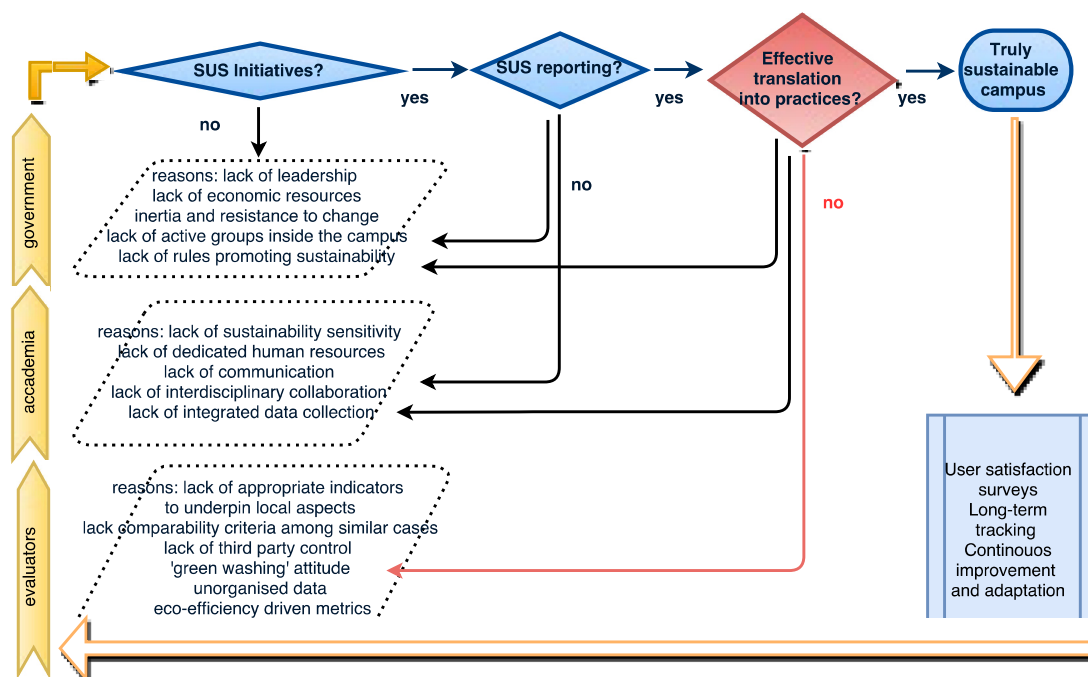 SUS Initiatives?
yes
SUS reporting?
yes
Effective
translation
into practices?
yes
Truly
sustainable
campus
no
no
no
government
reasons: lack of leadership
lack of economic resources
inertia and resistance to change
lack of active groups inside the campus
lack of rules promoting sustainability
accademia
reasons: lack of sustainability sensitivity
lack of dedicated human resources
lack of communication
lack of interdisciplinary collaboration
lack of integrated data collection
evaluators
reasons: lack of appropriate indicators
to underpin local aspects
lack comparability criteria among similar cases
lack of third party control
'green washing' attitude
unorganised data
eco-efficiency driven metrics
User satisfaction
surveys
Long-term
tracking
Continouos
improvement
and adaptation